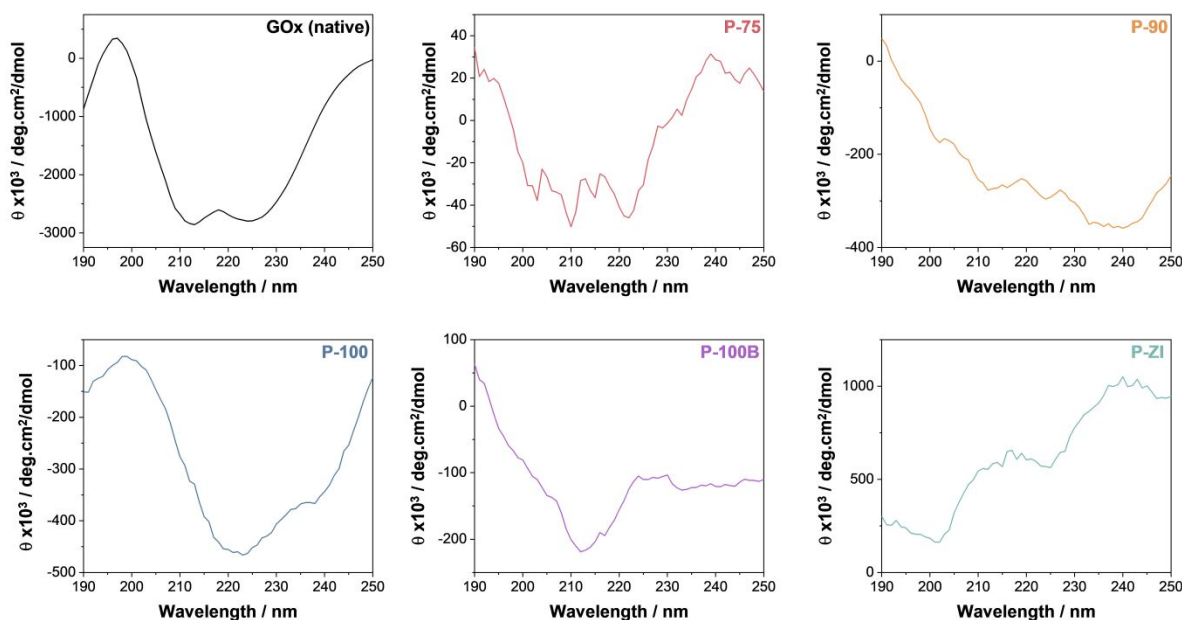 GOx (native)
θ x10³ / deg.cm²/dmol
0
-1000
-2000
-3000
190 200 210 220 230 240 250
Wavelength / nm
P-75
θ x10³ / deg.cm²/dmol
40
20
0
-20
-40
-60
190 200 210 220 230 240 250
Wavelength / nm
P-90
θ x10³ / deg.cm²/dmol
0
-200
-400
190 200 210 220 230 240 250
Wavelength / nm
P-100
θ x10³ / deg.cm²/dmol
-100
-200
-300
-400
-500
190 200 210 220 230 240 250
Wavelength / nm
P-100B
θ x10³ / deg.cm²/dmol
100
0
-100
-200
190 200 210 220 230 240 250
Wavelength / nm
P-ZI
θ x10³ / deg.cm²/dmol
1000
500
0
190 200 210 220 230 240 250
Wavelength / nm